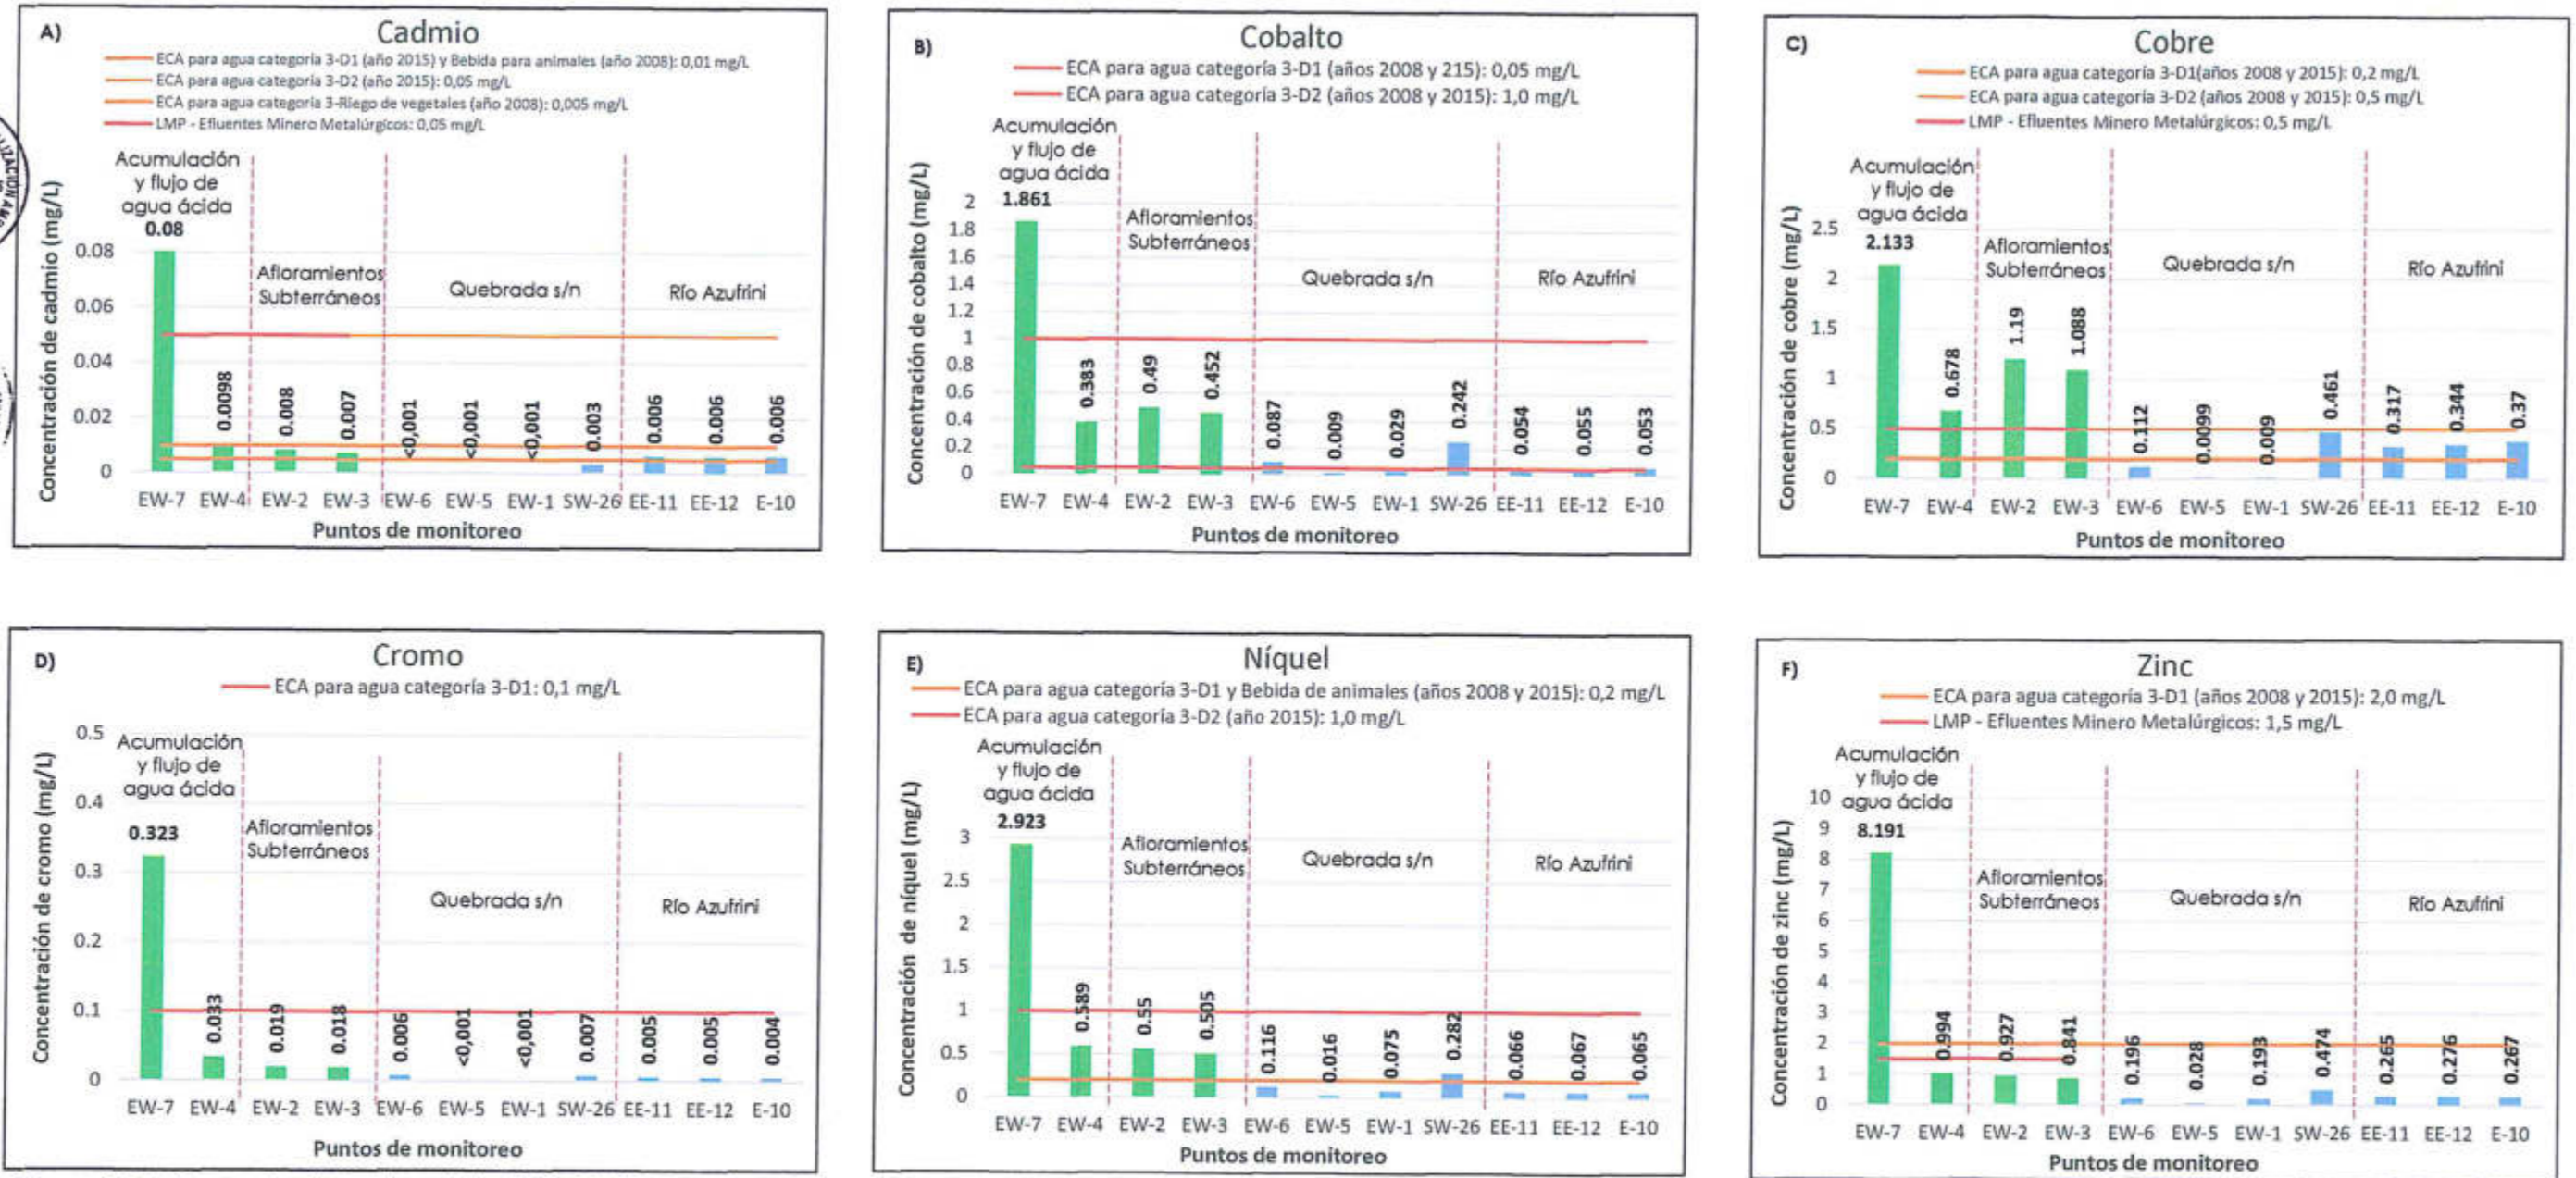 A)
Cadmio
ECA para agua categoría 3-D1 (año 2015) y Bebida para animales (año 2008): 0,01 mg/L
ECA para agua categoría 3-D2 (año 2015): 0,05 mg/L
ECA para agua categoría 3-Riego de vegetales (año 2008): 0,005 mg/L
LMP - Efluentes Minero Metalúrgicos: 0,05 mg/L
Acumulación
y flujo de
agua ácida
0.08
Afloramientos
Subterráneos
Quebrada s/n
Río Azufrini
Concentración de cadmio (mg/L)
0.08
0.06
0.04
0.02
0
0.0098
0.008
0.007
<0,001
<0,001
<0,001
0.003
0.006
0.006
0.006
EW-7 EW-4 EW-2 EW-3 EW-6 EW-5 EW-1 SW-26 EE-11 EE-12 E-10
Puntos de monitoreo
B)
Cobalto
ECA para agua categoría 3-D1 (años 2008 y 215): 0,05 mg/L
ECA para agua categoría 3-D2 (años 2008 y 2015): 1,0 mg/L
Acumulación
y flujo de
agua ácida
1.861
Afloramientos
Subterráneos
Quebrada s/n
Río Azufrini
Concentración de cobalto (mg/L)
2
1.8
1.6
1.4
1.2
1
0.8
0.6
0.4
0.2
0
0.383
0.49
0.452
0.087
0.009
0.029
0.242
0.054
0.055
0.053
EW-7 EW-4 EW-2 EW-3 EW-6 EW-5 EW-1 SW-26 EE-11 EE-12 E-10
Puntos de monitoreo
C)
Cobre
ECA para agua categoría 3-D1(años 2008 y 2015): 0,2 mg/L
ECA para agua categoría 3-D2 (años 2008 y 2015): 0,5 mg/L
LMP - Efluentes Minero Metalúrgicos: 0,5 mg/L
Acumulación
y flujo de
agua ácida
2.133
Afloramientos
Subterráneos
Quebrada s/n
Río Azufrini
Concentración de cobre (mg/L)
2.5
2
1.5
1
0.5
0
0.678
1.19
1.088
0.112
0.0099
0.009
0.461
0.317
0.344
0.37
EW-7 EW-4 EW-2 EW-3 EW-6 EW-5 EW-1 SW-26 EE-11 EE-12 E-10
Puntos de monitoreo
D)
Cromo
ECA para agua categoría 3-D1: 0,1 mg/L
Acumulación
y flujo de
agua ácida
0.323
Afloramientos
Subterráneos
Quebrada s/n
Río Azufrini
Concentración de cromo (mg/L)
0.5
0.4
0.3
0.2
0.1
0
0.033
0.019
0.018
0.006
<0,001
<0,001
0.007
0.005
0.005
0.004
EW-7 EW-4 EW-2 EW-3 EW-6 EW-5 EW-1 SW-26 EE-11 EE-12 E-10
Puntos de monitoreo
E)
Níquel
ECA para agua categoría 3-D1 y Bebida de animales (años 2008 y 2015): 0,2 mg/L
ECA para agua categoría 3-D2 (año 2015): 1,0 mg/L
Acumulación
y flujo de
agua ácida
2.923
Afloramientos
Subterráneos
Quebrada s/n
Río Azufrini
Concentración de níquel (mg/L)
3
2.5
2
1.5
1
0.5
0
0.589
0.55
0.505
0.116
0.016
0.075
0.282
0.066
0.067
0.065
EW-7 EW-4 EW-2 EW-3 EW-6 EW-5 EW-1 SW-26 EE-11 EE-12 E-10
Puntos de monitoreo
F)
Zinc
ECA para agua categoría 3-D1 (años 2008 y 2015): 2,0 mg/L
LMP - Efluentes Minero Metalúrgicos: 1,5 mg/L
Acumulación
y flujo de
agua ácida
8.191
Afloramientos
Subterráneos
Quebrada s/n
Río Azufrini
Concentración de zinc (mg/L)
10
9
8
7
6
5
4
3
2
1
0
0.994
0.927
0.841
0.196
0.028
0.193
0.474
0.265
0.276
0.267
EW-7 EW-4 EW-2 EW-3 EW-6 EW-5 EW-1 SW-26 EE-11 EE-12 E-10
Puntos de monitoreo